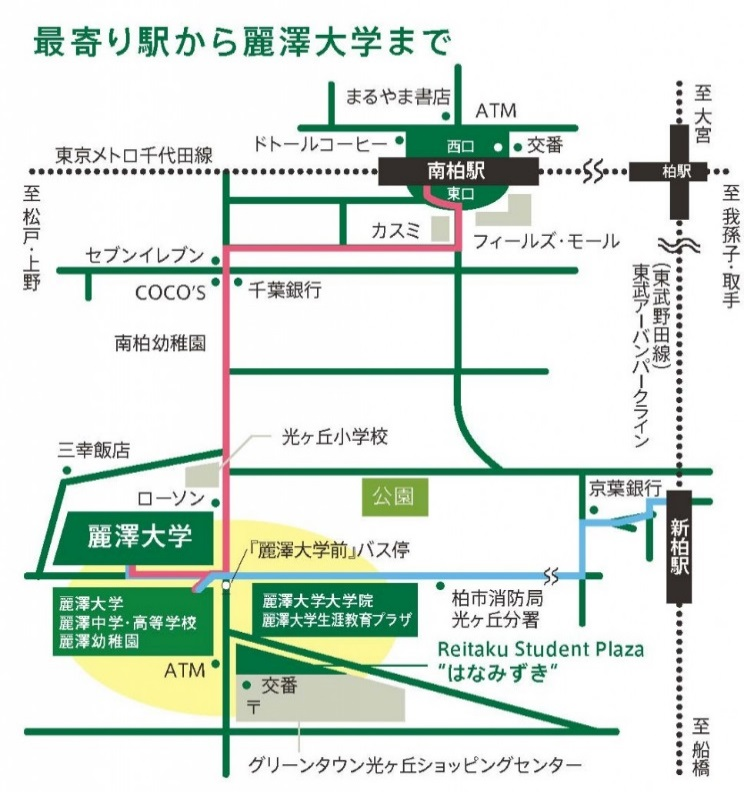 最寄り駅から麗澤大学まで
まるやま書店
ATM
至 大宮
ドトールコーヒー
西口
交番
東京メトロ千代田線
南柏駅
柏駅
東口
至 松戸・上野
至 我孫子・取手
カスミ
フィールズ・モール
セブンイレブン
COCO'S
千葉銀行
(東武野田線)
東武アーバンパークライン
南柏幼稚園
光ヶ丘小学校
三幸飯店
ローソン
公園
京葉銀行
麗澤大学
新柏駅
『麗澤大学前』バス停
麗澤大学
麗澤中学・高等学校
麗澤幼稚園
麗澤大学大学院
麗澤大学生涯教育プラザ
柏市消防局
光ヶ丘分署
Reitaku Student Plaza
"はなみずき"
ATM
交番
〒
至 船橋
グリーンタウン光ヶ丘ショッピングセンター